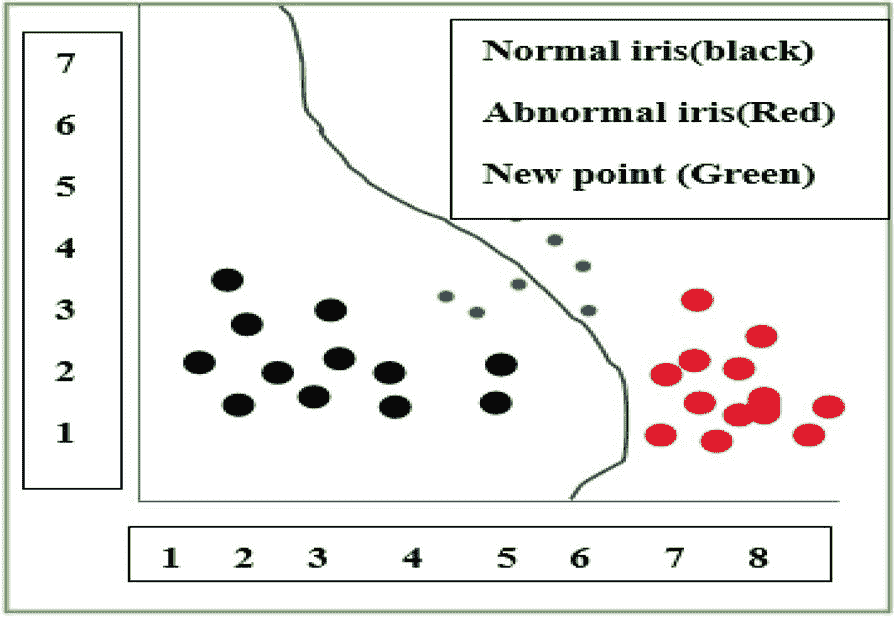 Normal iris(black)
Abnormal iris(Red)
New point (Green)
7
6
5
4
3
2
1
1 2 3 4 5 6 7 8